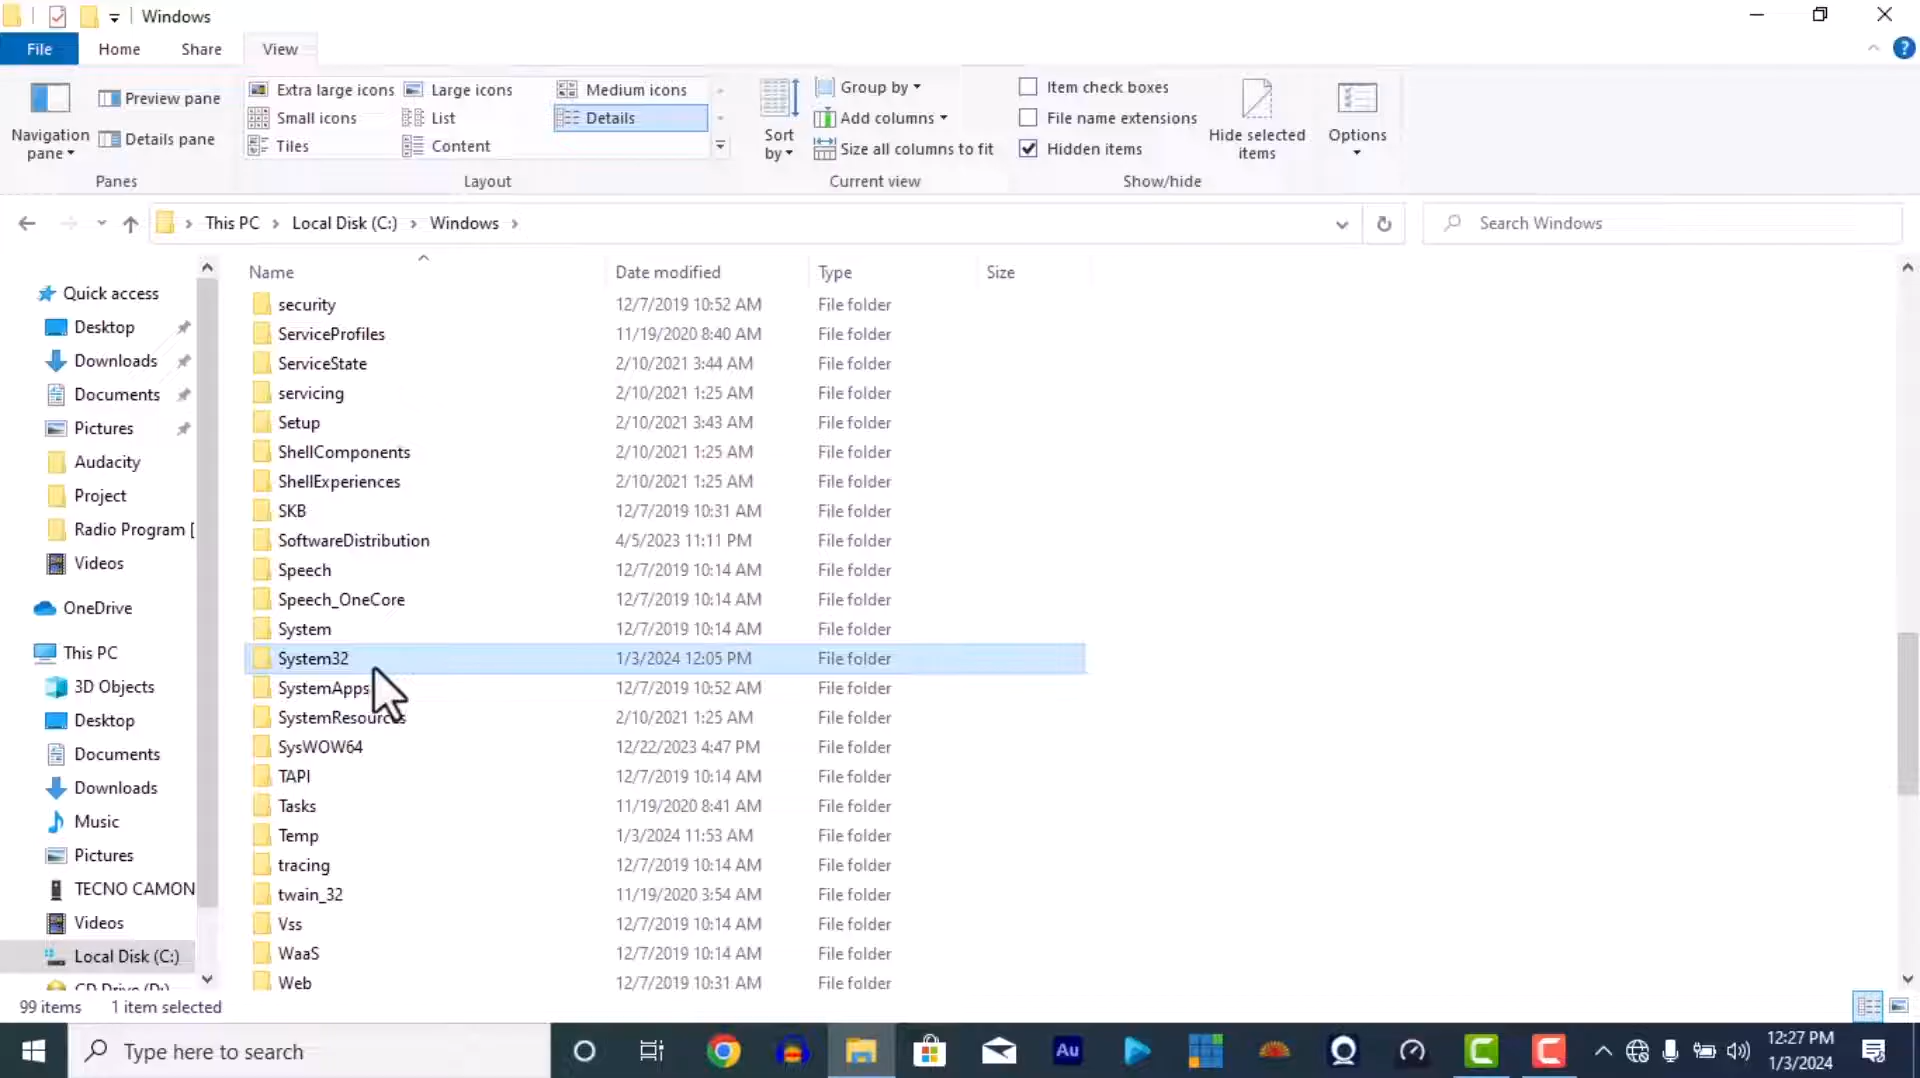 Windows
File Home Share View ?
Navigation pane
Preview pane
Details pane
Extra large icons Large icons Medium icons
Small icons List Details
Tiles Content
Sort by
Group by
Add columns
Size all columns to fit
Item check boxes
File name extensions
Hidden items
Hide selected items
Options
Panes Layout Current view Show/hide
This PC Local Disk (C:) Windows Search Windows
Quick access
Desktop
Downloads
Documents
Pictures
Audacity
Project
Radio Program [
Videos
OneDrive
This PC
3D Objects
Desktop
Documents
Downloads
Music
Pictures
TECNO CAMON
Videos
Local Disk (C:)
CD Drive (D:)
Name Date modified Type Size
security 12/7/2019 10:52 AM File folder
ServiceProfiles 11/19/2020 8:40 AM File folder
ServiceState 2/10/2021 3:44 AM File folder
servicing 2/10/2021 1:25 AM File folder
Setup 2/10/2021 3:43 AM File folder
ShellComponents 2/10/2021 1:25 AM File folder
ShellExperiences 2/10/2021 1:25 AM File folder
SKB 12/7/2019 10:31 AM File folder
SoftwareDistribution 4/5/2023 11:11 PM File folder
Speech 12/7/2019 10:14 AM File folder
Speech_OneCore 12/7/2019 10:14 AM File folder
System 12/7/2019 10:14 AM File folder
System32 1/3/2024 12:05 PM File folder
SystemApps 12/7/2019 10:52 AM File folder
SystemResources 2/10/2021 1:25 AM File folder
SysWOW64 12/22/2023 4:47 PM File folder
TAPI 12/7/2019 10:14 AM File folder
Tasks 11/19/2020 8:41 AM File folder
Temp 1/3/2024 11:53 AM File folder
tracing 12/7/2019 10:14 AM File folder
twain_32 11/19/2020 3:54 AM File folder
Vss 12/7/2019 10:14 AM File folder
WaaS 12/7/2019 10:14 AM File folder
Web 12/7/2019 10:31 AM File folder
99 items 1 item selected
Type here to search
Au
12:27 PM
1/3/2024